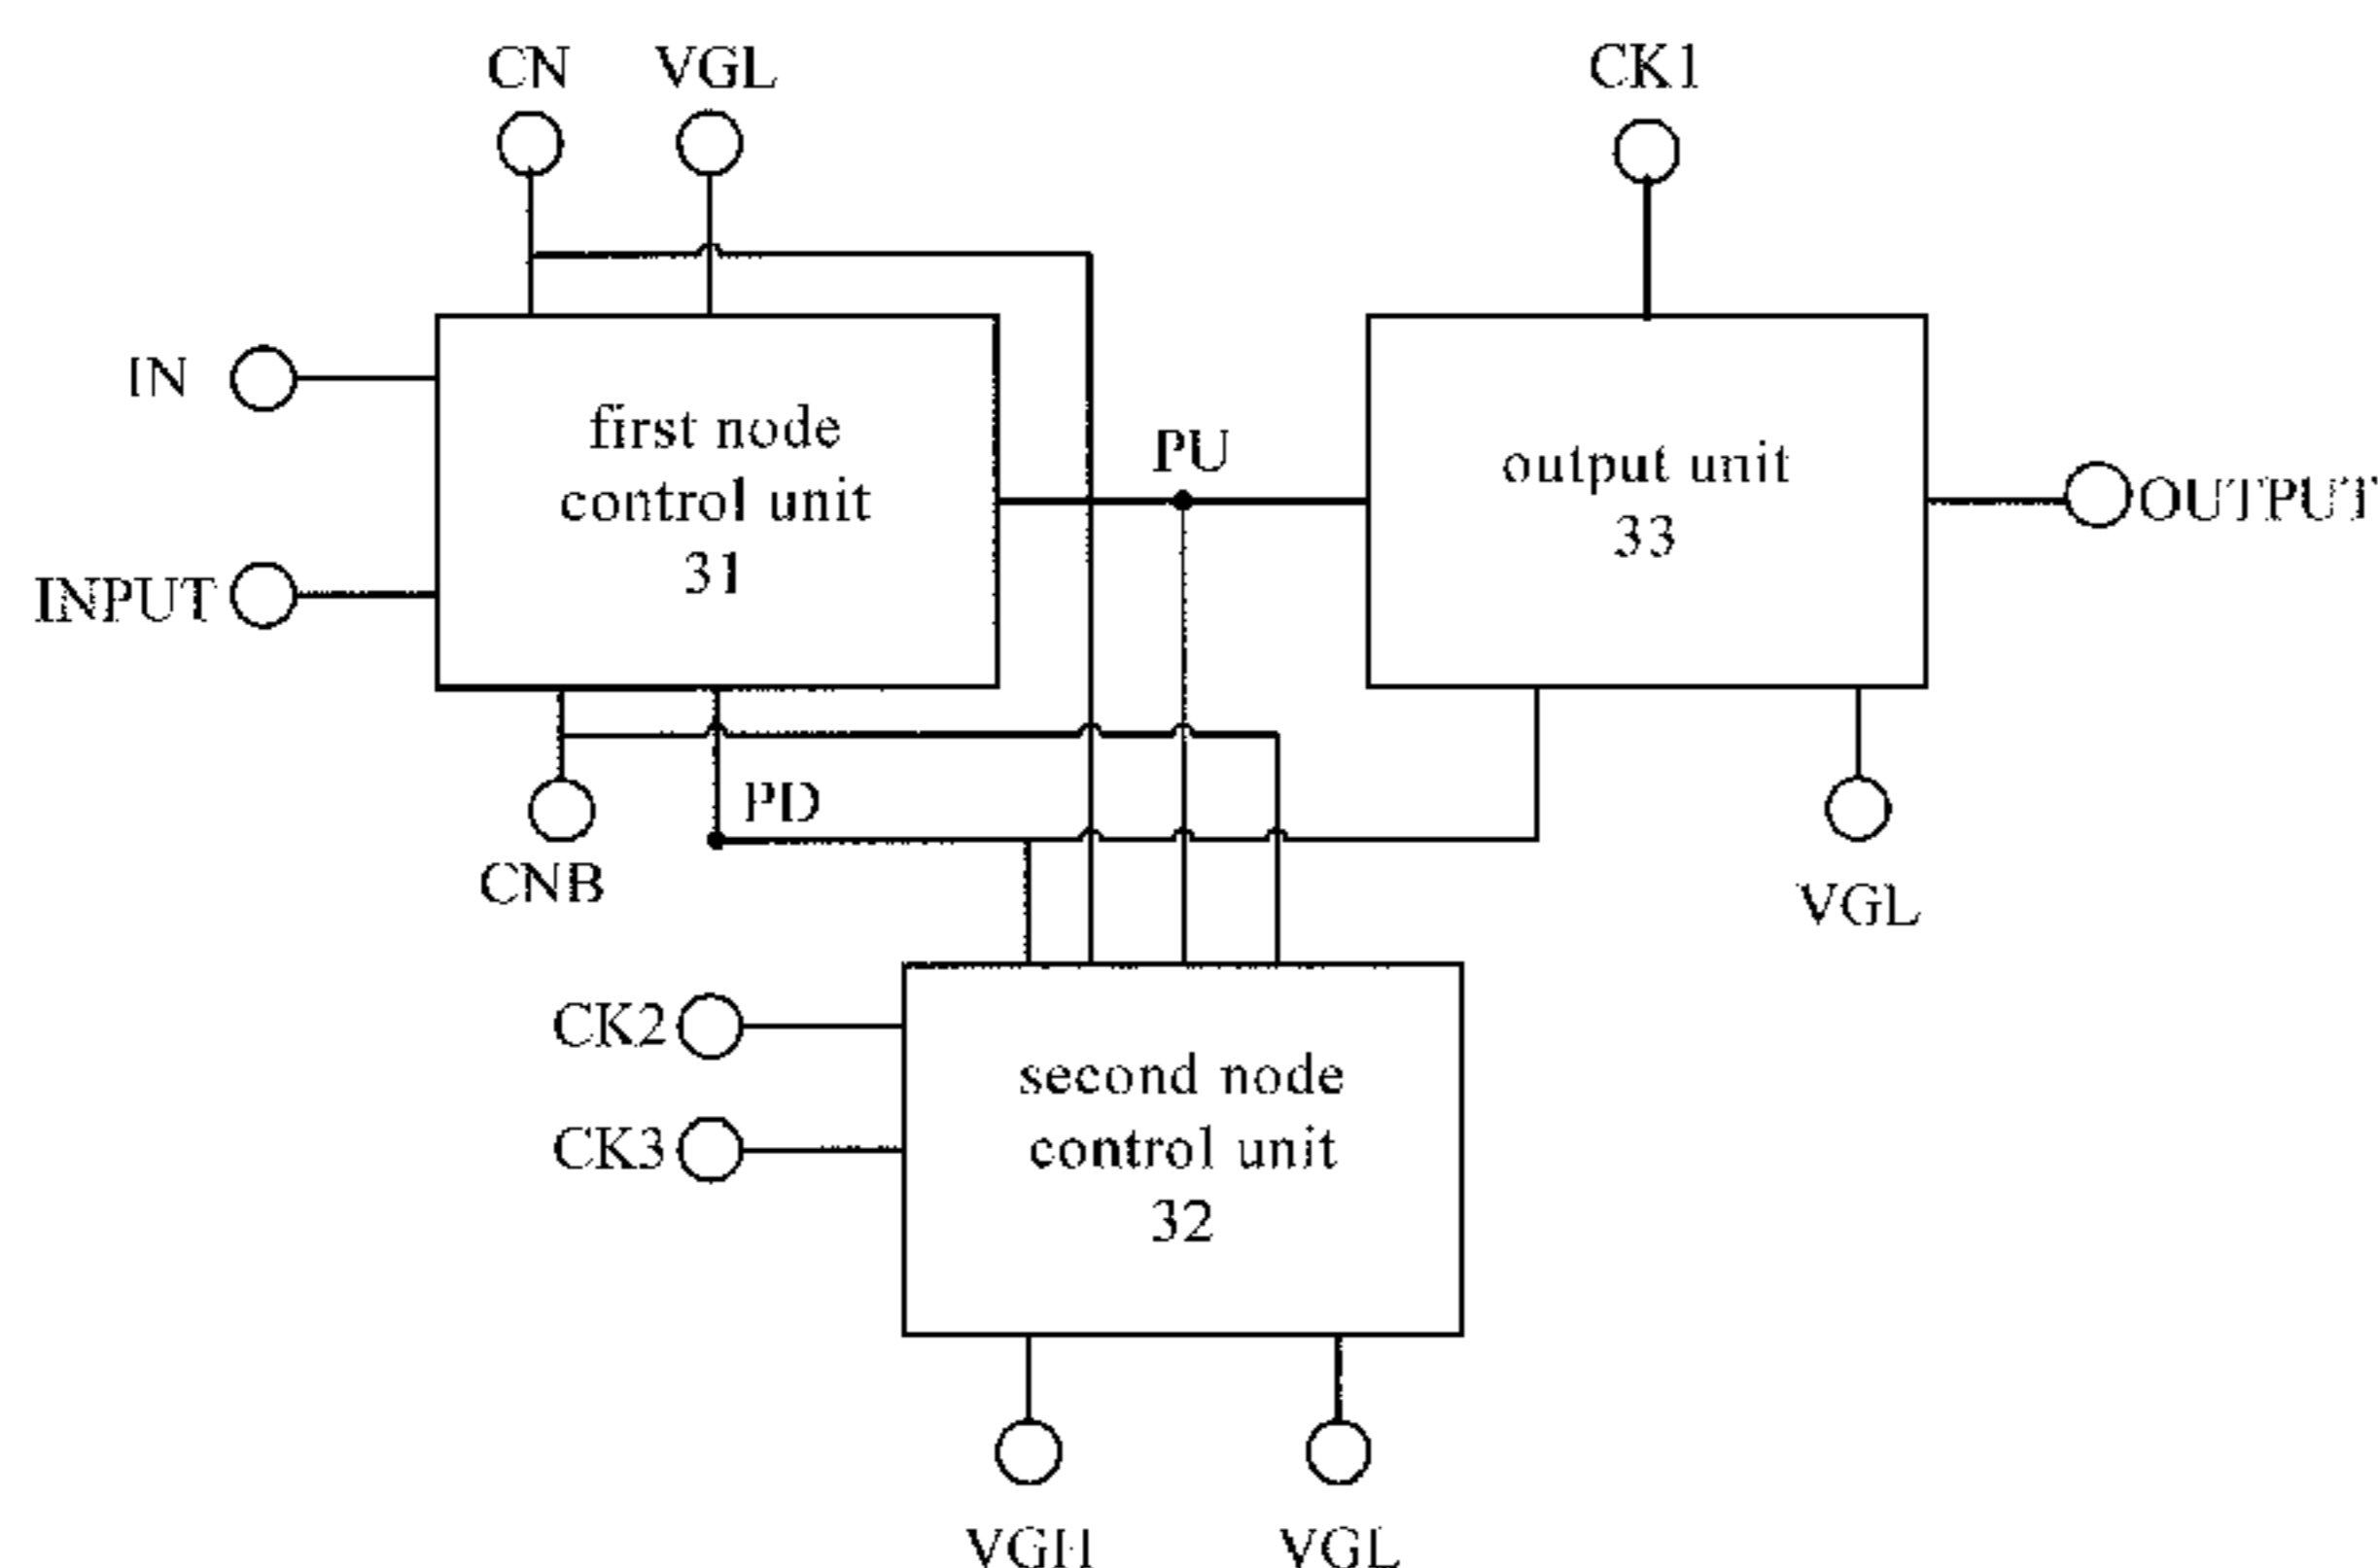 CN
VGL
CK1
IN
first node
control unit
31
PU
output unit
33
OUTPUT
INPUT
PD
CNB
VGL
CK2
second node
control unit
32
CK3
VGH
VGL